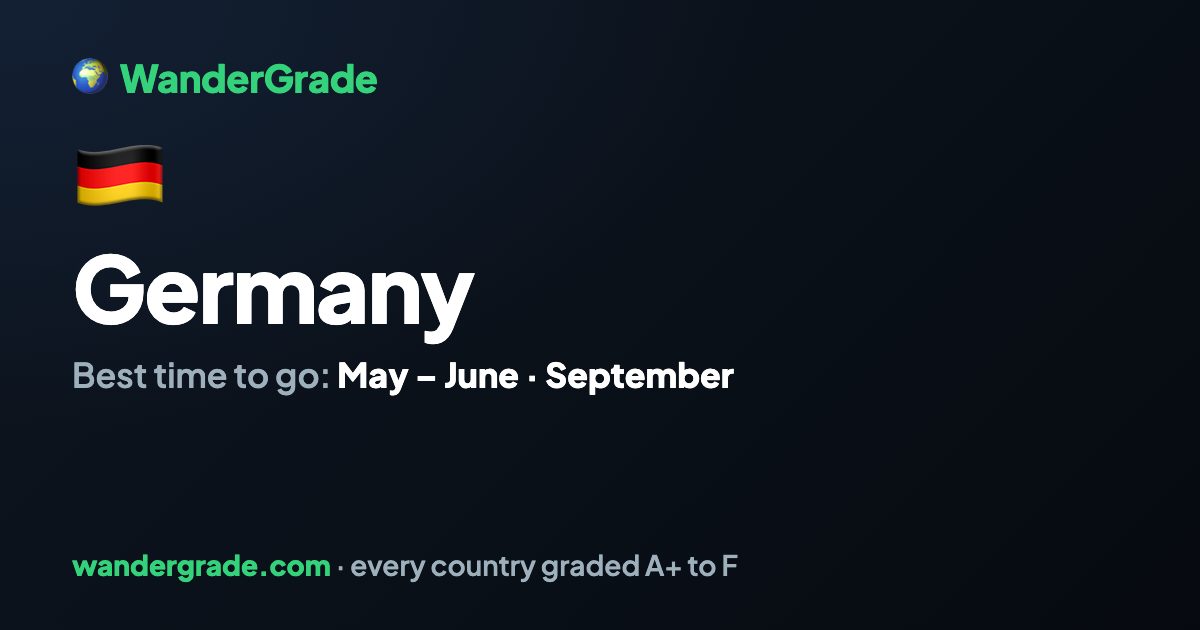 WanderGrade
Germany
Best time to go: May – June · September
wandergrade.com · every country graded A+ to F